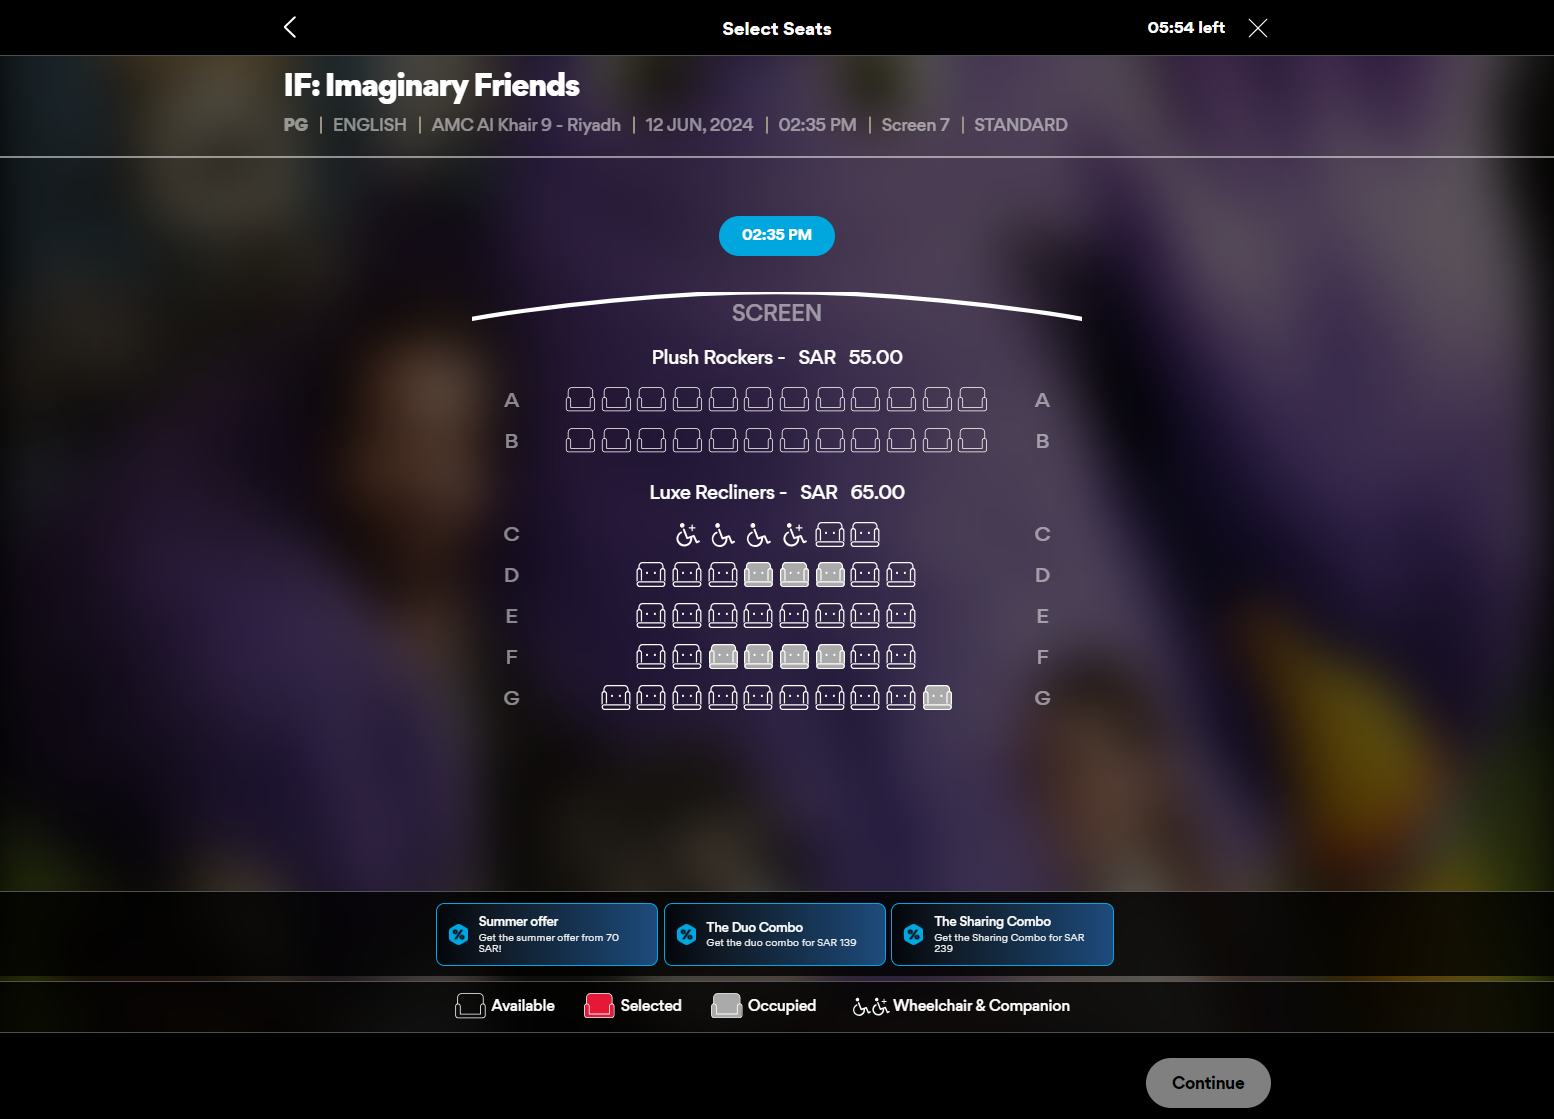 Select Seats
05:54 left
IF: Imaginary Friends
PG | ENGLISH | AMC Al Khair 9 - Riyadh | 12 JUN, 2024 | 02:35 PM | Screen 7 | STANDARD
02:35 PM
SCREEN
Plush Rockers - SAR 55.00
A A
B B
Luxe Recliners - SAR 65.00
C C
D D
E E
F F
G G
Summer offer
Get the summer offer from 70
SAR!
The Duo Combo
Get the duo combo for SAR 139
The Sharing Combo
Get the Sharing Combo for SAR
239
Available
Selected
Occupied
Wheelchair & Companion
Continue